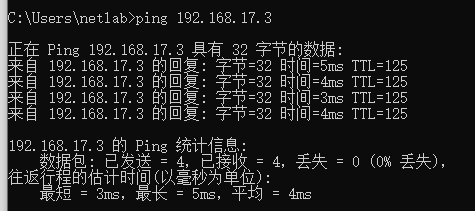 C:\Users\netlab>ping 192.168.17.3
正在 Ping 192.168.17.3 具有 32 字节的数据:
来自 192.168.17.3 的回复: 字节=32 时间=5ms TTL=125
来自 192.168.17.3 的回复: 字节=32 时间=4ms TTL=125
来自 192.168.17.3 的回复: 字节=32 时间=3ms TTL=125
来自 192.168.17.3 的回复: 字节=32 时间=4ms TTL=125
192.168.17.3 的 Ping 统计信息:
数据包: 已发送 = 4，已接收 = 4，丢失 = 0 (0% 丢失)，
往返行程的估计时间(以毫秒为单位):
最短 = 3ms，最长 = 5ms，平均 = 4ms